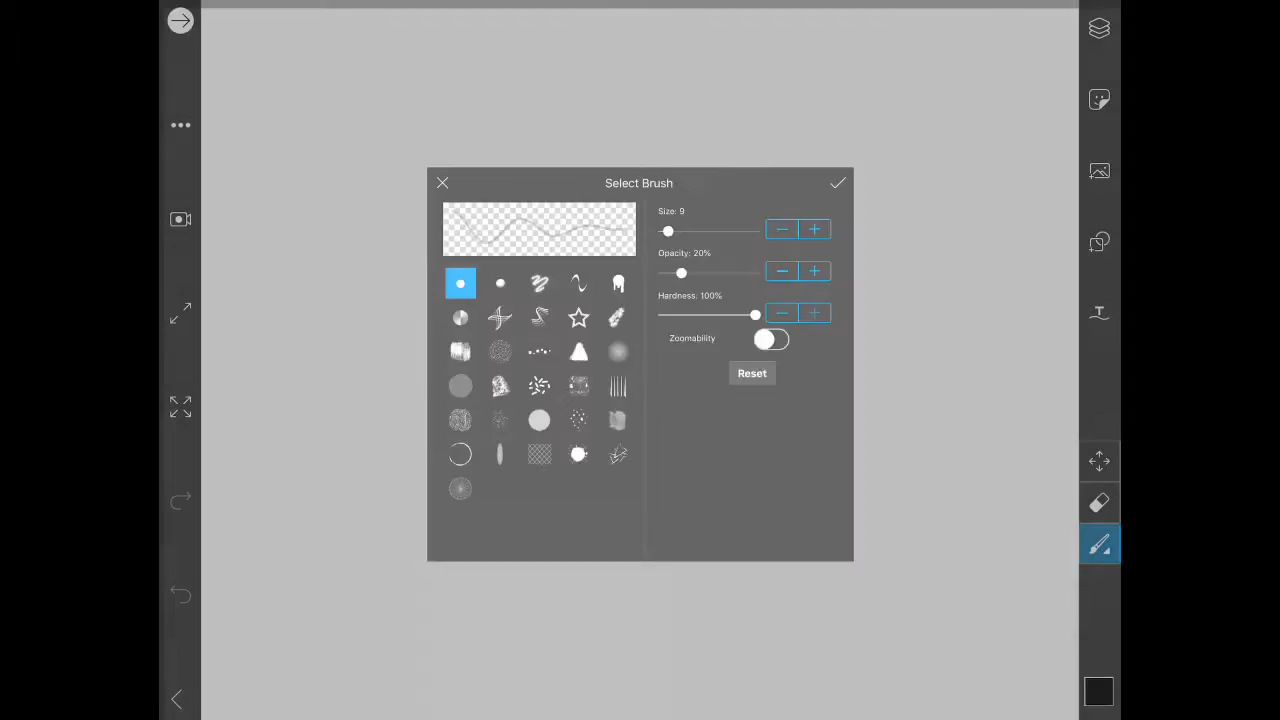 Select Brush
Size: 9
Opacity: 20%
Hardness: 100%
Zoomability
Reset